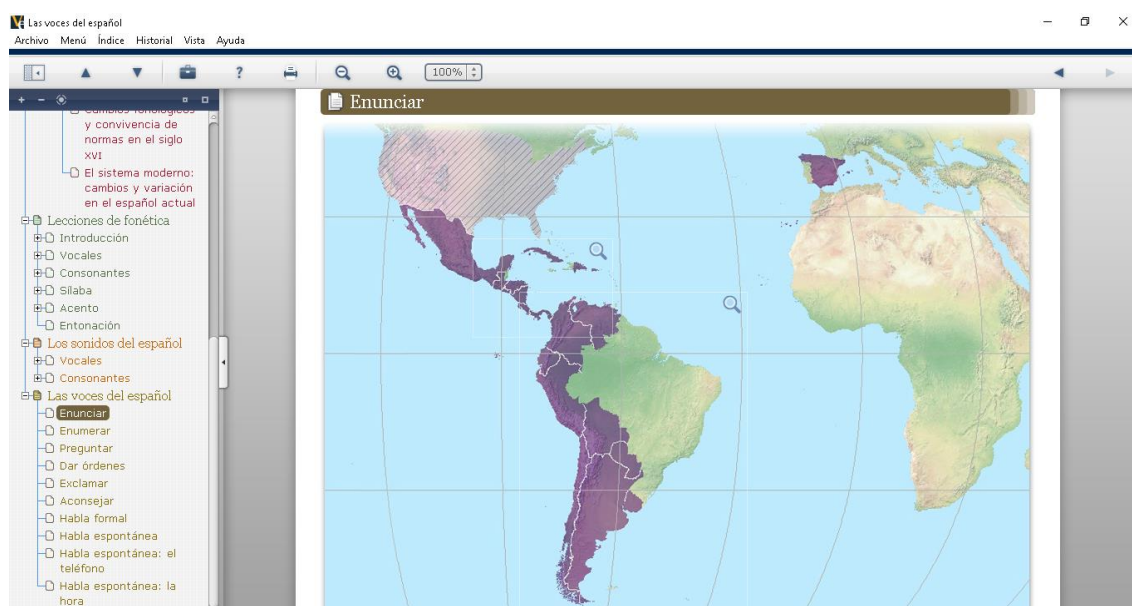 Las voces del español
Archivo Menú Índice Historial Vista Ayuda
100%
Enunciar
Cambios fonológicos
y convivencia de
normas en el siglo
XVI
El sistema moderno:
cambios y variación
en el español actual
Lecciones de fonética
Introducción
Vocales
Consonantes
Sílaba
Acento
Entonación
Los sonidos del español
Vocales
Consonantes
Las voces del español
Enunciar
Enumerar
Preguntar
Dar órdenes
Exclamar
Aconsejar
Habla formal
Habla espontánea
Habla espontánea: el
teléfono
Habla espontánea: la
hora